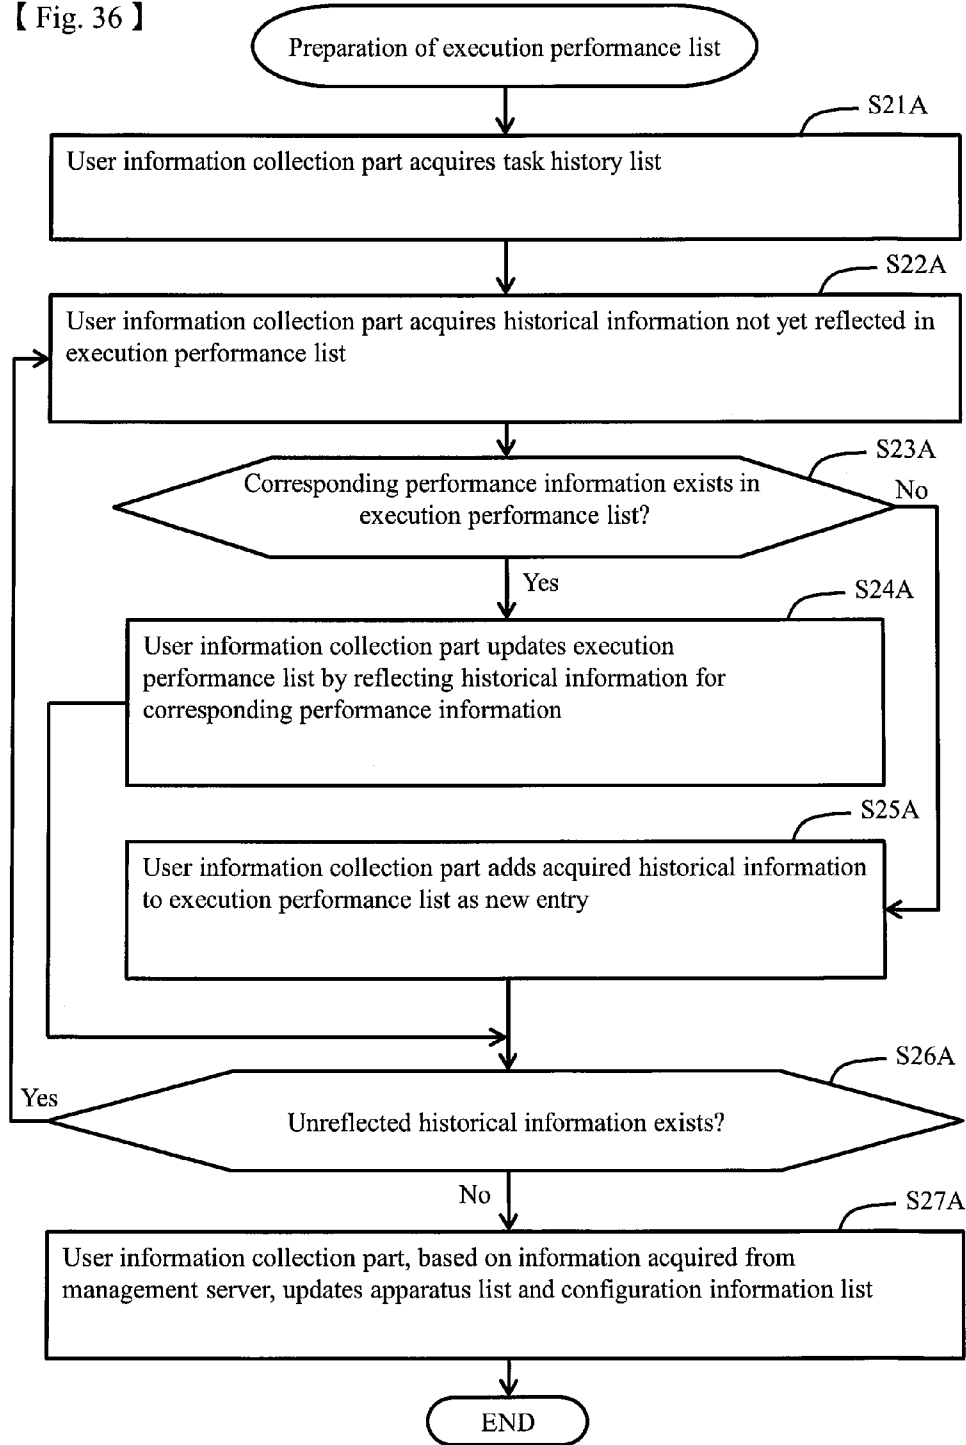 【 Fig. 36 】
Preparation of execution performance list
S21A
User information collection part acquires task history list
S22A
User information collection part acquires historical information not yet reflected in
execution performance list
S23A
Corresponding performance information exists in
execution performance list?
No
Yes
S24A
User information collection part updates execution
performance list by reflecting historical information for
corresponding performance information
S25A
User information collection part adds acquired historical information
to execution performance list as new entry
S26A
Yes
Unreflected historical information exists?
No
S27A
User information collection part, based on information acquired from
management server, updates apparatus list and configuration information list
END